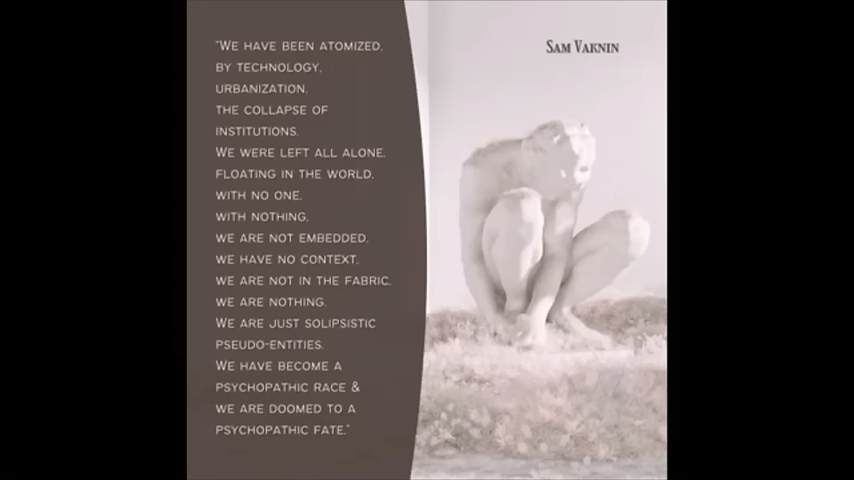 "We have been atomized,
by technology,
urbanization,
the collapse of
institutions.
We were left all alone,
floating in the world,
with no one,
with nothing,
we are not embedded,
we have no context,
we are not in the fabric,
we are nothing.
We are just solipsistic
pseudo-entities.
We have become a
psychopathic race &
we are doomed to a
psychopathic fate."
Sam Vaknin